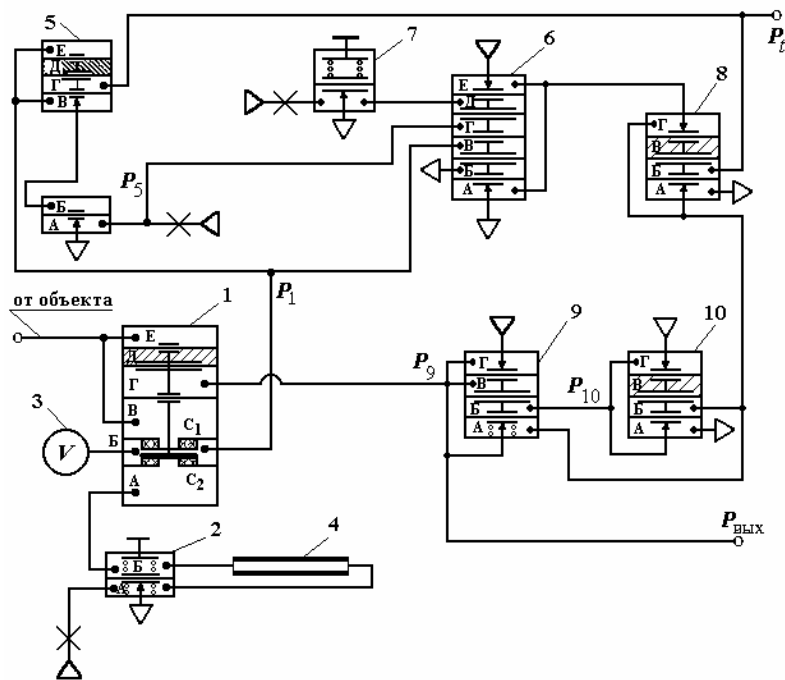 5
7
6
P_t
8
Е
Д
Г
В
Е
Д
Г
В
Б
А
Г
В
Б
А
P_5
Б
А
P_1
от объекта
1
Е
Д
Г
В
Б
А
C_1
C_2
3
V
P_9
9
Г
В
Б
А
P_10
10
Г
В
Б
А
P_вых
2
4
Б
А